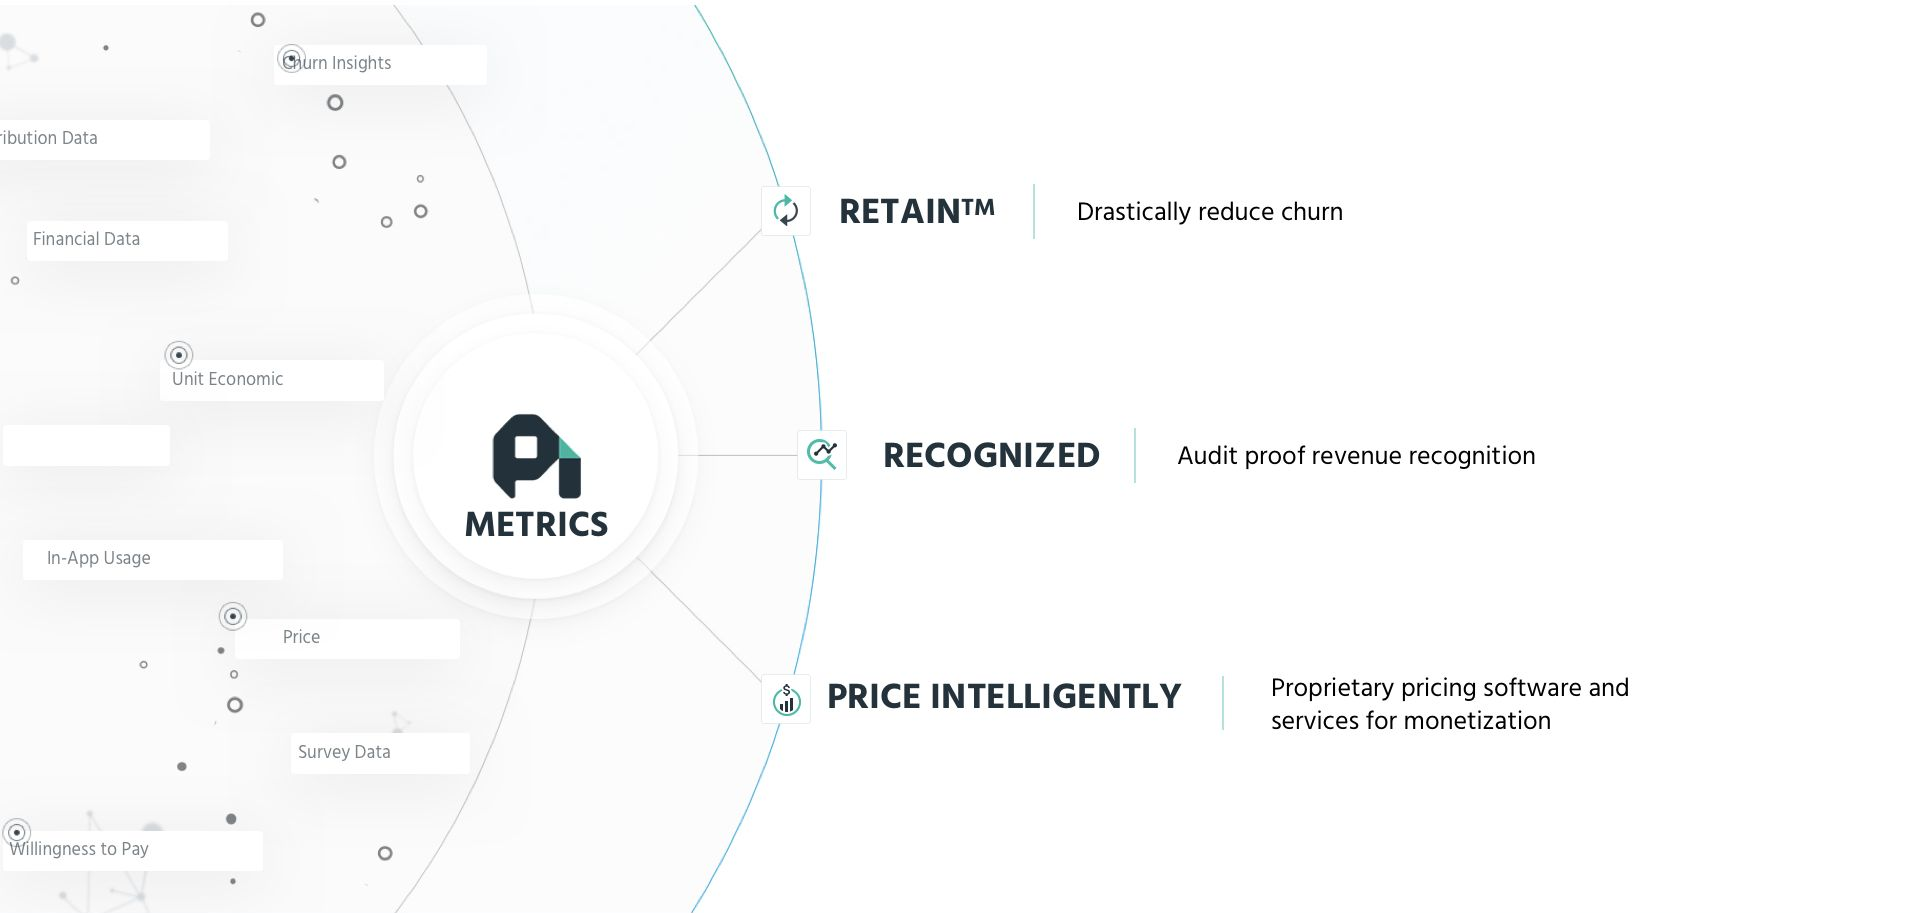 Churn Insights
ribution Data
Financial Data
Unit Economic
In-App Usage
Price
Survey Data
Willingness to Pay
METRICS
RETAIN™
Drastically reduce churn
RECOGNIZED
Audit proof revenue recognition
PRICE INTELLIGENTLY
Proprietary pricing software and
services for monetization